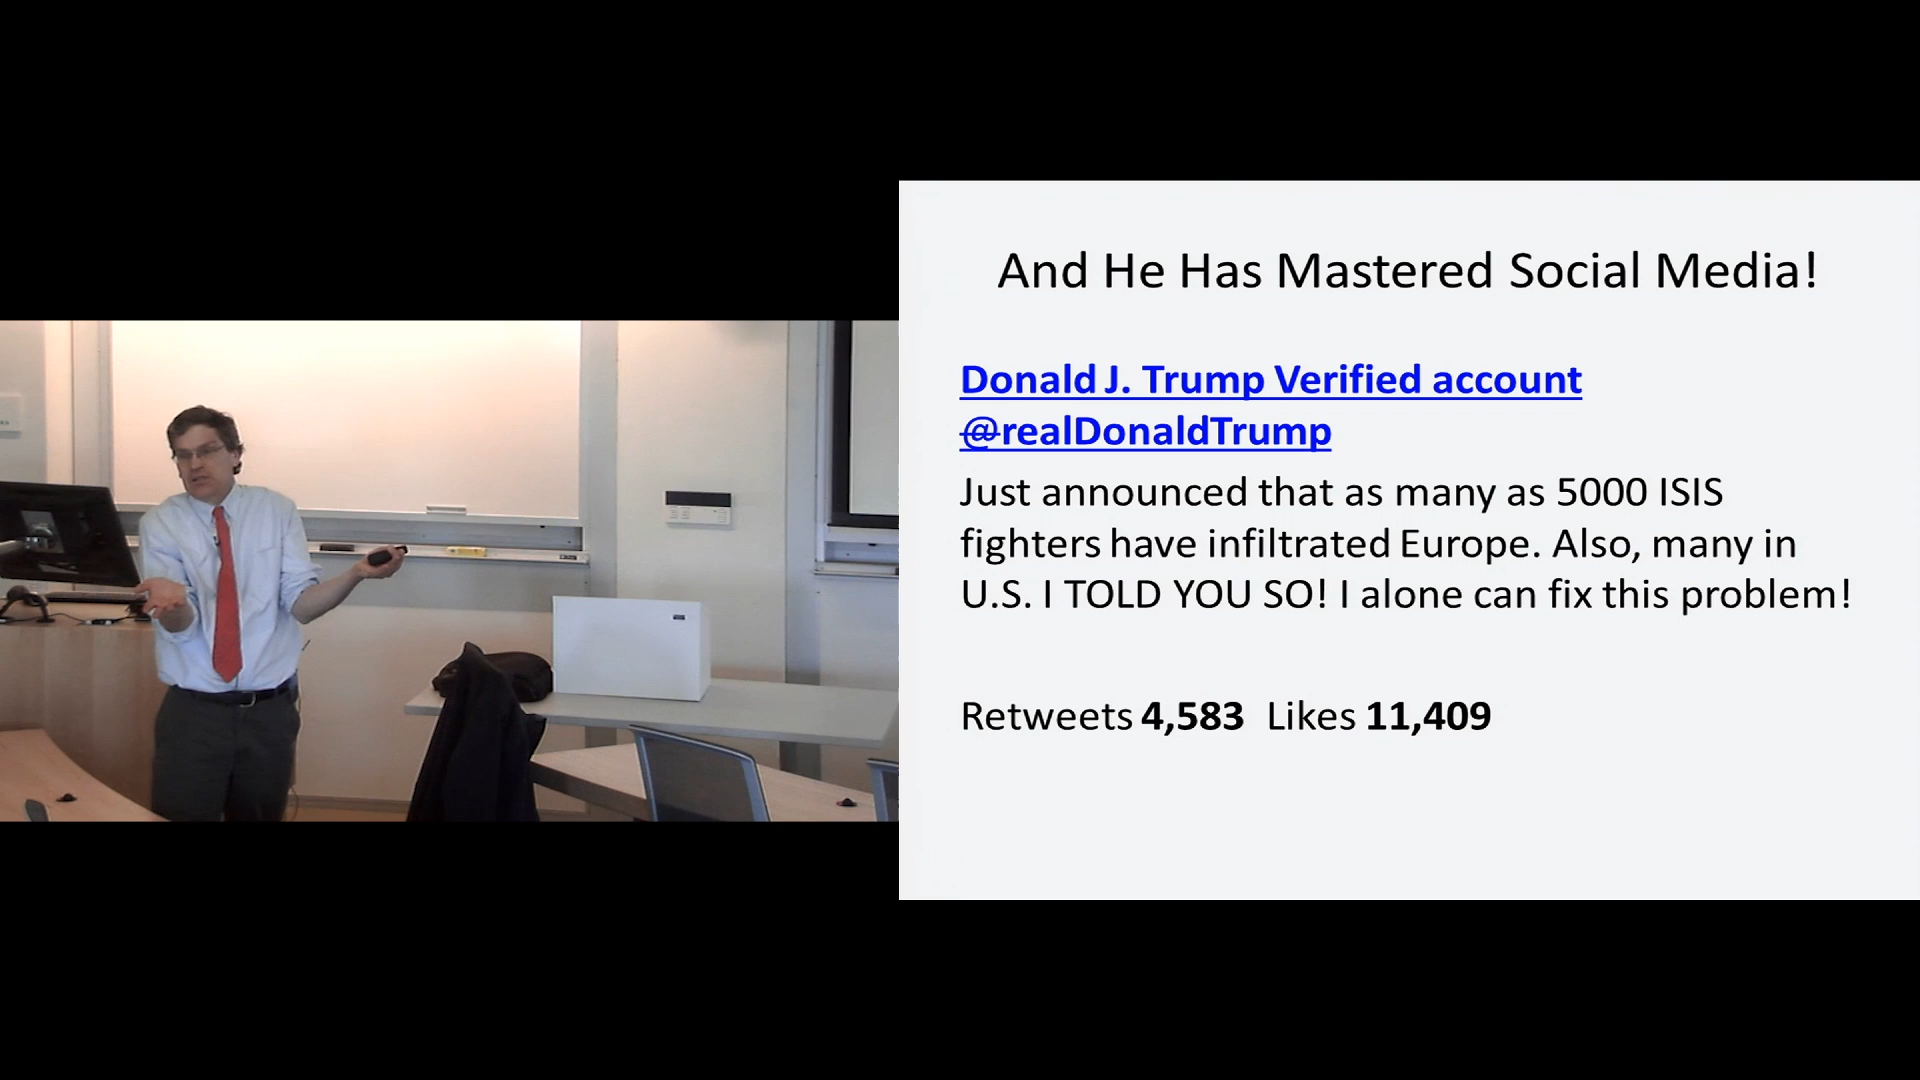 And He Has Mastered Social Media!
Donald J. Trump Verified account
@realDonaldTrump
Just announced that as many as 5000 ISIS
fighters have infiltrated Europe. Also, many in
U.S. I TOLD YOU SO! I alone can fix this problem!
Retweets 4,583 Likes 11,409